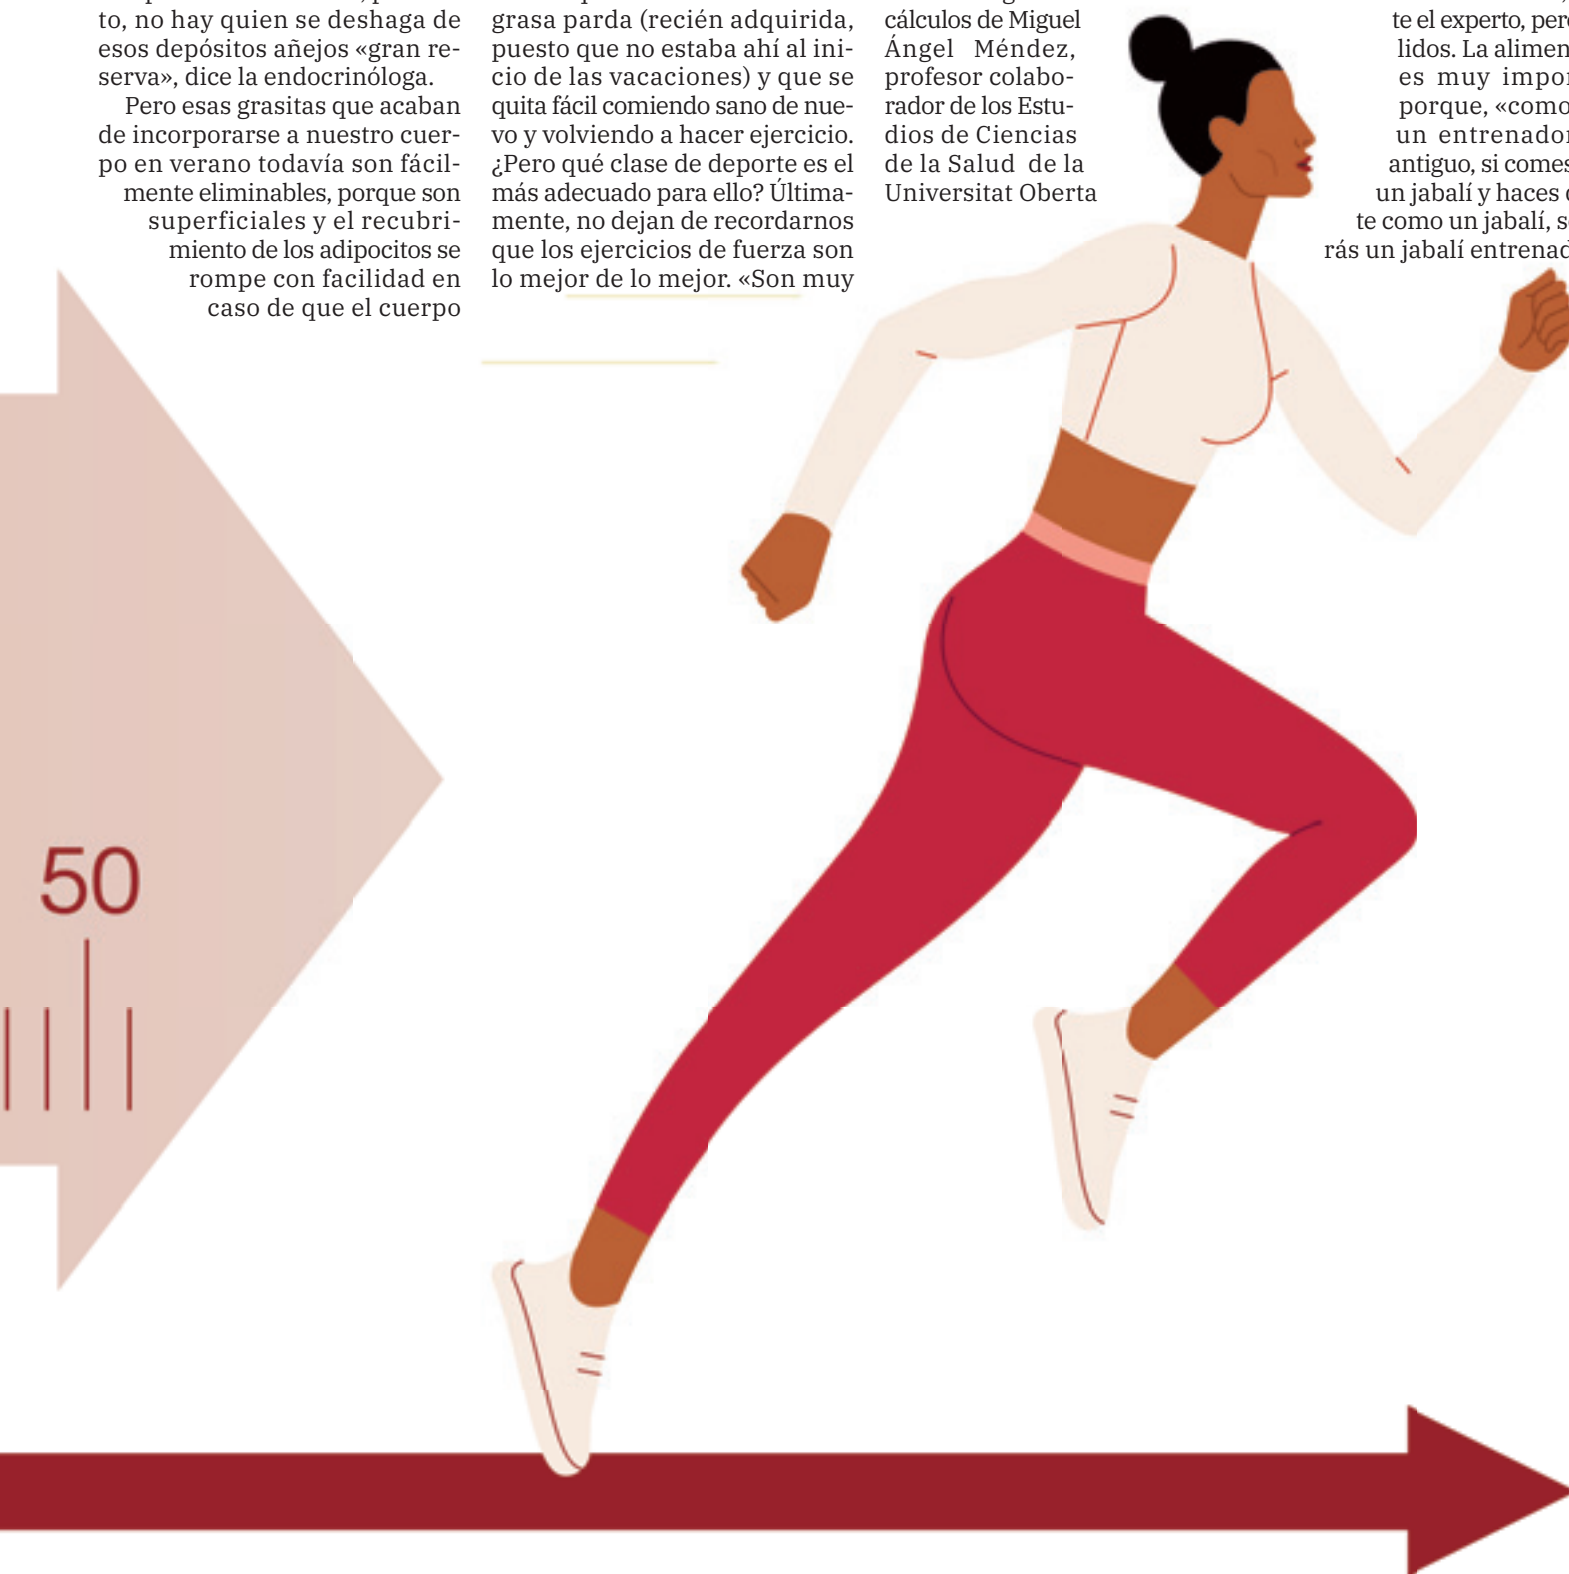 to, no hay quien se deshaga de
esos depósitos añejos «gran re-
serva», dice la endocrinóloga.
Pero esas grasitas que acaban
de incorporarse a nuestro cuer-
po en verano todavía son fácil-
mente eliminables, porque son
superficiales y el recubri-
miento de los adipocitos se
rompe con facilidad en
caso de que el cuerpo
grasa parda (recién adquirida,
puesto que no estaba ahí al ini-
cio de las vacaciones) y que se
quita fácil comiendo sano de nue-
vo y volviendo a hacer ejercicio.
¿Pero qué clase de deporte es el
más adecuado para ello? Última-
mente, no dejan de recordarnos
que los ejercicios de fuerza son
lo mejor de lo mejor. «Son muy
cálculos de Miguel
Ángel Méndez,
profesor colabo-
rador de los Estu-
dios de Ciencias
de la Salud de la
Universitat Oberta
te el experto, pero
lidos. La alimen
es muy impor
porque, «como
un entrenador
antiguo, si comes
un jabalí y haces
te como un jabalí, se
rás un jabalí entrenad
50